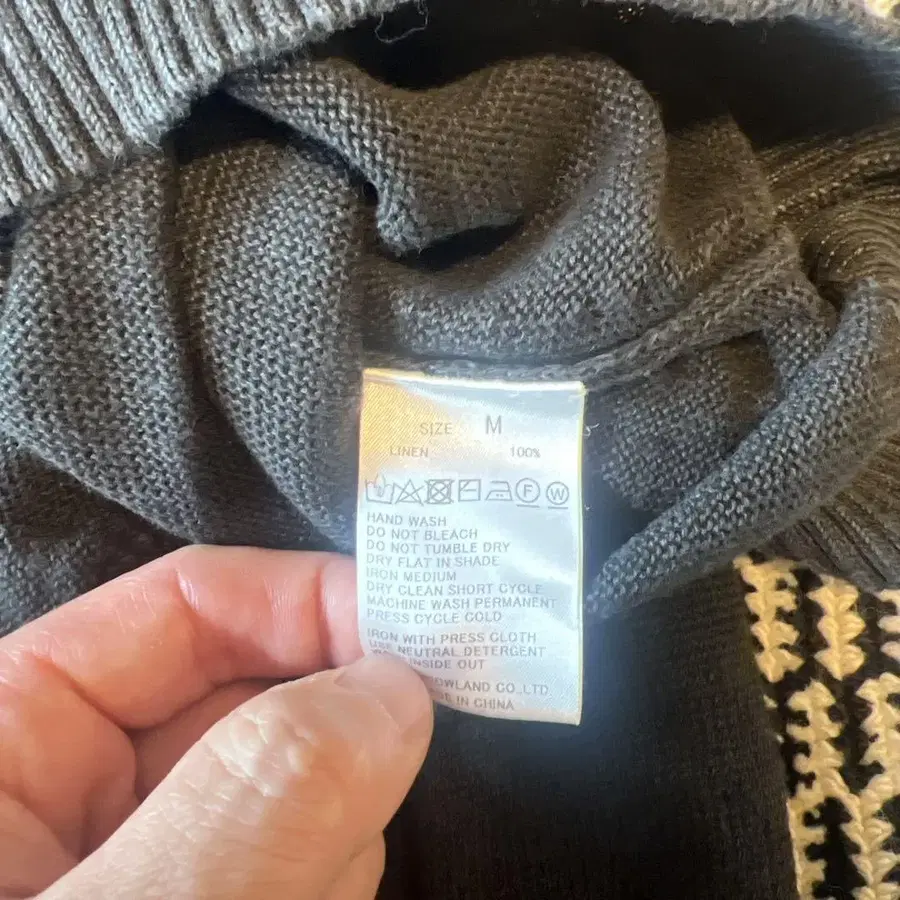 SIZE M
LINEN 100%
F W
HAND WASH
DO NOT BLEACH
DO NOT TUMBLE DRY
DRY FLAT IN SHADE
IRON MEDIUM
DRY CLEAN SHORT CYCLE
MACHINE WASH PERMANENT
PRESS CYCLE COLD
IRON WITH PRESS CLOTH
USE NEUTRAL DETERGENT
INSIDE OUT
OWLAND CO.,LTD.
IN CHINA